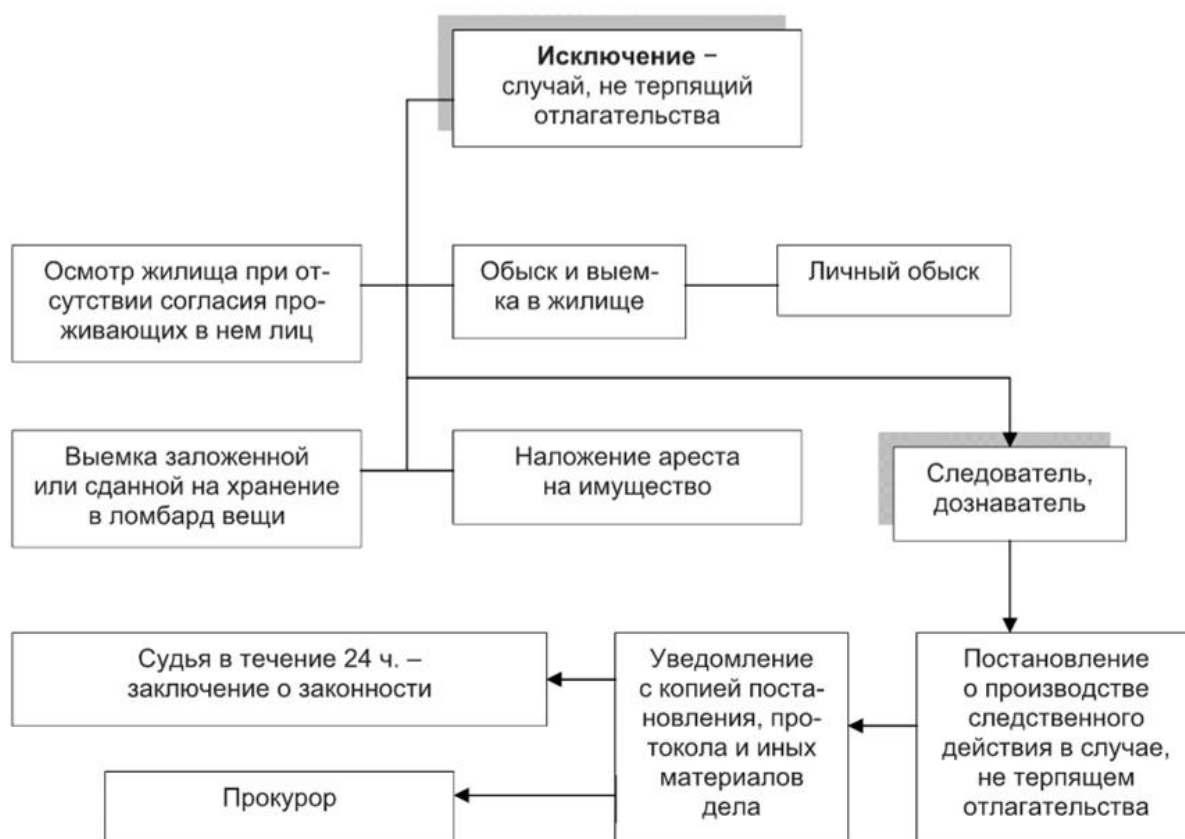 Исключение –
случай, не терпящий
отлагательства
Осмотр жилища при от-
сутствии согласия про-
живающих в нем лиц
Обыск и выем-
ка в жилище
Личный обыск
Выемка заложенной
или сданной на хранение
в ломбард вещи
Наложение ареста
на имущество
Следователь,
дознаватель
Судья в течение 24 ч. –
заключение о законности
Уведомление
с копией поста-
новления, про-
токола и иных
материалов
дела
Постановление
о производстве
следственного
действия в случае,
не терпящем
отлагательства
Прокурор